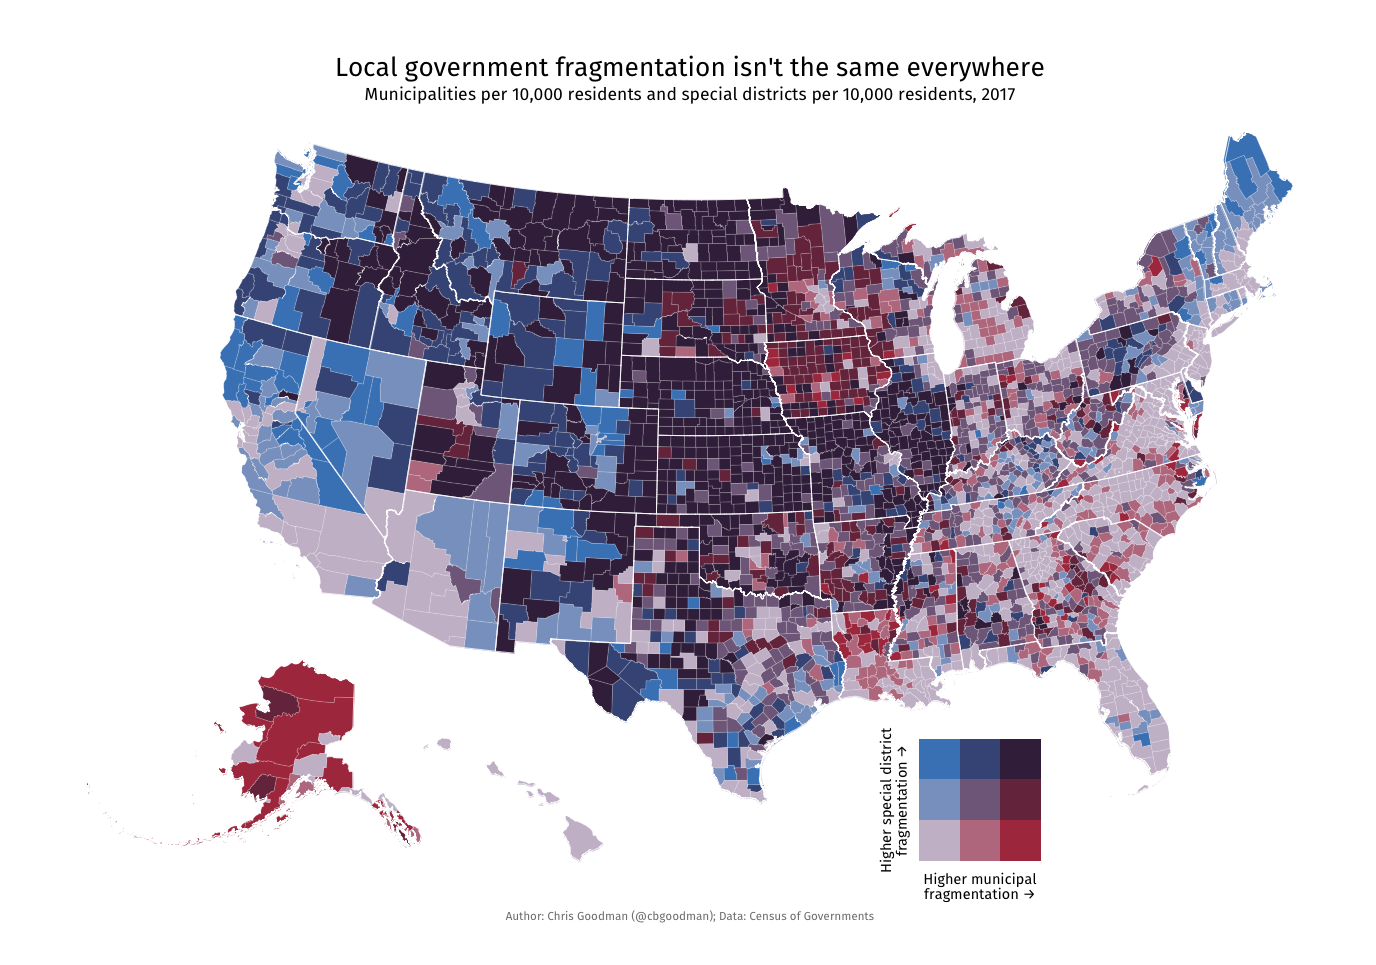 Local government fragmentation isn't the same everywhere
Municipalities per 10,000 residents and special districts per 10,000 residents, 2017
Higher special district
fragmentation →
Higher municipal
fragmentation →
Author: Chris Goodman (@cbgoodman); Data: Census of Governments